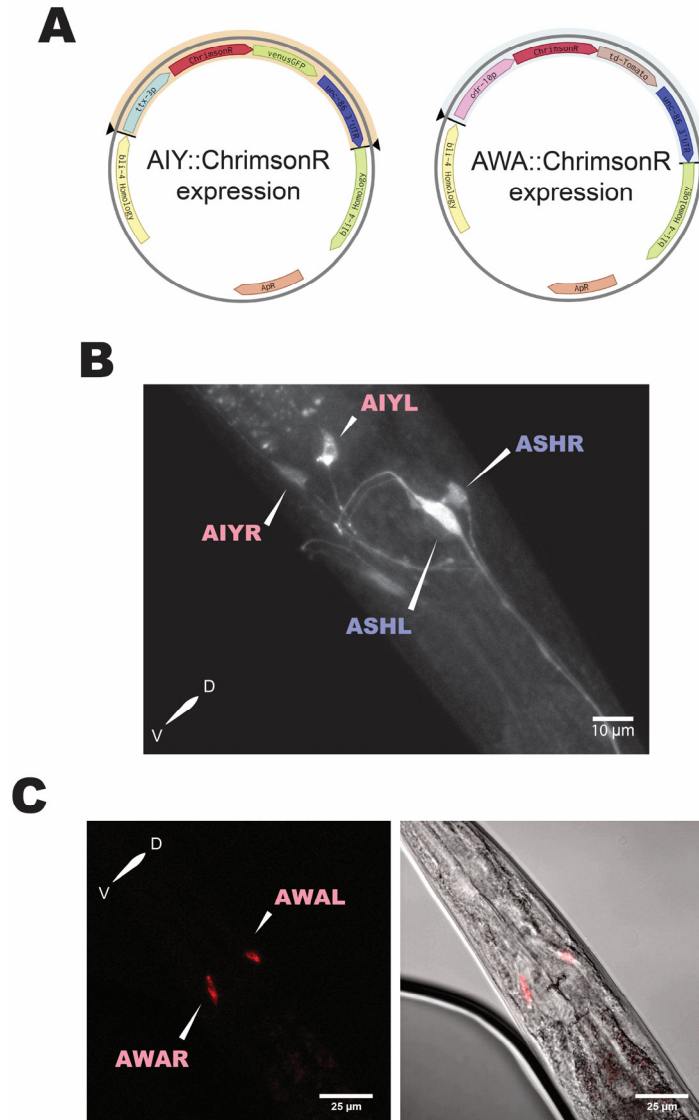 A
ttx-3p
ChrimsonR
venusGFP
unc-86 3'UTR
bli-4 Homology
bli-4 Homology
ApR
AIY::ChrimsonR
expression
odr-10p
ChrimsonR
td-Tomato
unc-86 3'UTR
bli-4 Homology
bli-4 Homology
ApR
AWA::ChrimsonR
expression
B
AIYL
ASHR
AIYR
ASHL
D
V
10 µm
C
D
V
AWAL
AWAR
25 µm
25 µm